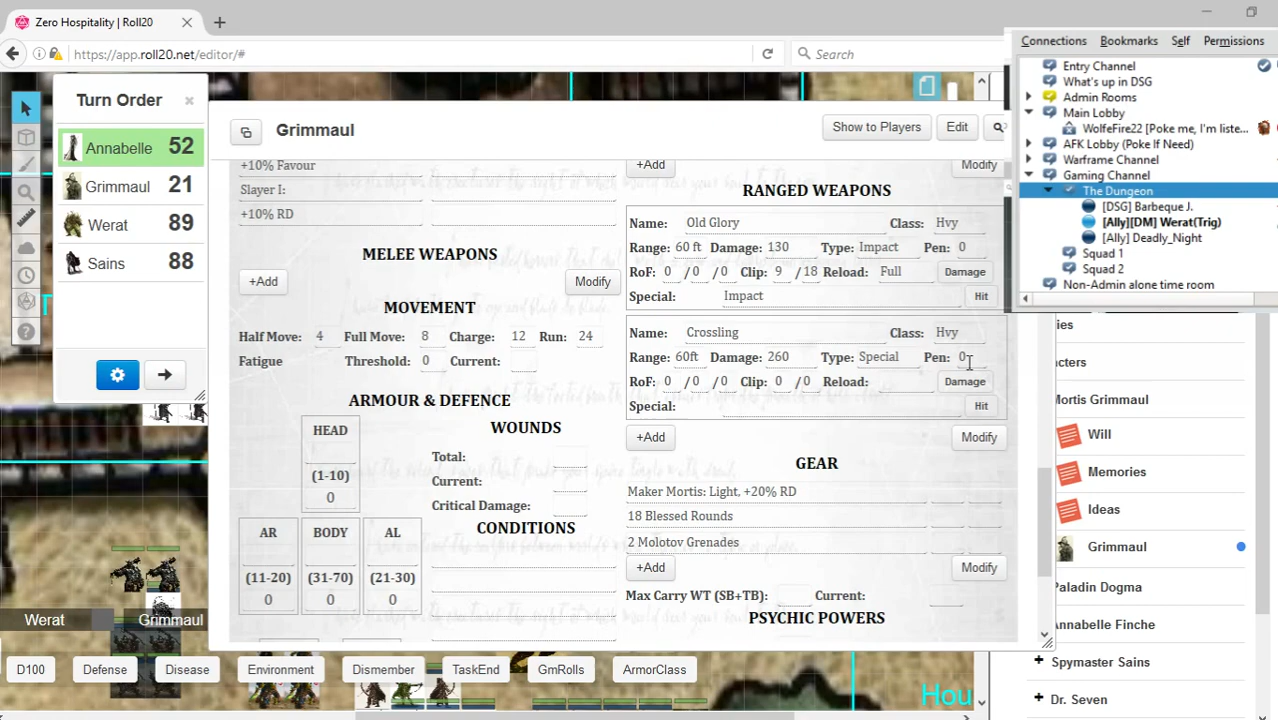 Zero Hospitality | Roll20
https://app.roll20.net/editor/#
Search
Turn Order
Annabelle 52
Grimmaul 21
Werat 89
Sains 88
Grimmaul
Show to Players
Edit
+10% Favour
Slayer I:
+10% RD
MELEE WEAPONS
+Add
Modify
MOVEMENT
Half Move: 4 Full Move: 8 Charge: 12 Run: 24
Fatigue Threshold: 0 Current:
ARMOUR & DEFENCE
HEAD
(1-10)
0
AR BODY AL
(11-20) (31-70) (21-30)
0 0 0
WOUNDS
Total:
Current:
Critical Damage:
CONDITIONS
+Add
Modify
RANGED WEAPONS
Name: Old Glory Class: Hvy
Range: 60 ft Damage: 130 Type: Impact Pen: 0
RoF: 0 /0 /0 Clip: 9 /18 Reload: Full Damage
Special: Impact Hit
Name: Crossling Class: Hvy
Range: 60ft Damage: 260 Type: Special Pen: 0
RoF: 0 /0 /0 Clip: 0 /0 Reload: Damage
Special: Hit
+Add
Modify
GEAR
Maker Mortis: Light, +20% RD
18 Blessed Rounds
2 Molotov Grenades
+Add
Modify
Max Carry WT (SB+TB): Current:
PSYCHIC POWERS
Connections Bookmarks Self Permissions
Entry Channel
What's up in DSG
Admin Rooms
Main Lobby
WolfeFire22 [Poke me, I'm liste...
AFK Lobby (Poke If Need)
Warframe Channel
Gaming Channel
The Dungeon
[DSG] Barbeque J.
[Ally][DM] Werat(Trig)
[Ally] Deadly_Night
Squad 1
Squad 2
Non-Admin alone time room
ies
acters
Mortis Grimmaul
Will
Memories
Ideas
Grimmaul
Paladin Dogma
Annabelle Finche
Spymaster Sains
Dr. Seven
Werat
Grimmaul
D100
Defense
Disease
Environment
Dismember
TaskEnd
GmRolls
ArmorClass
Hou